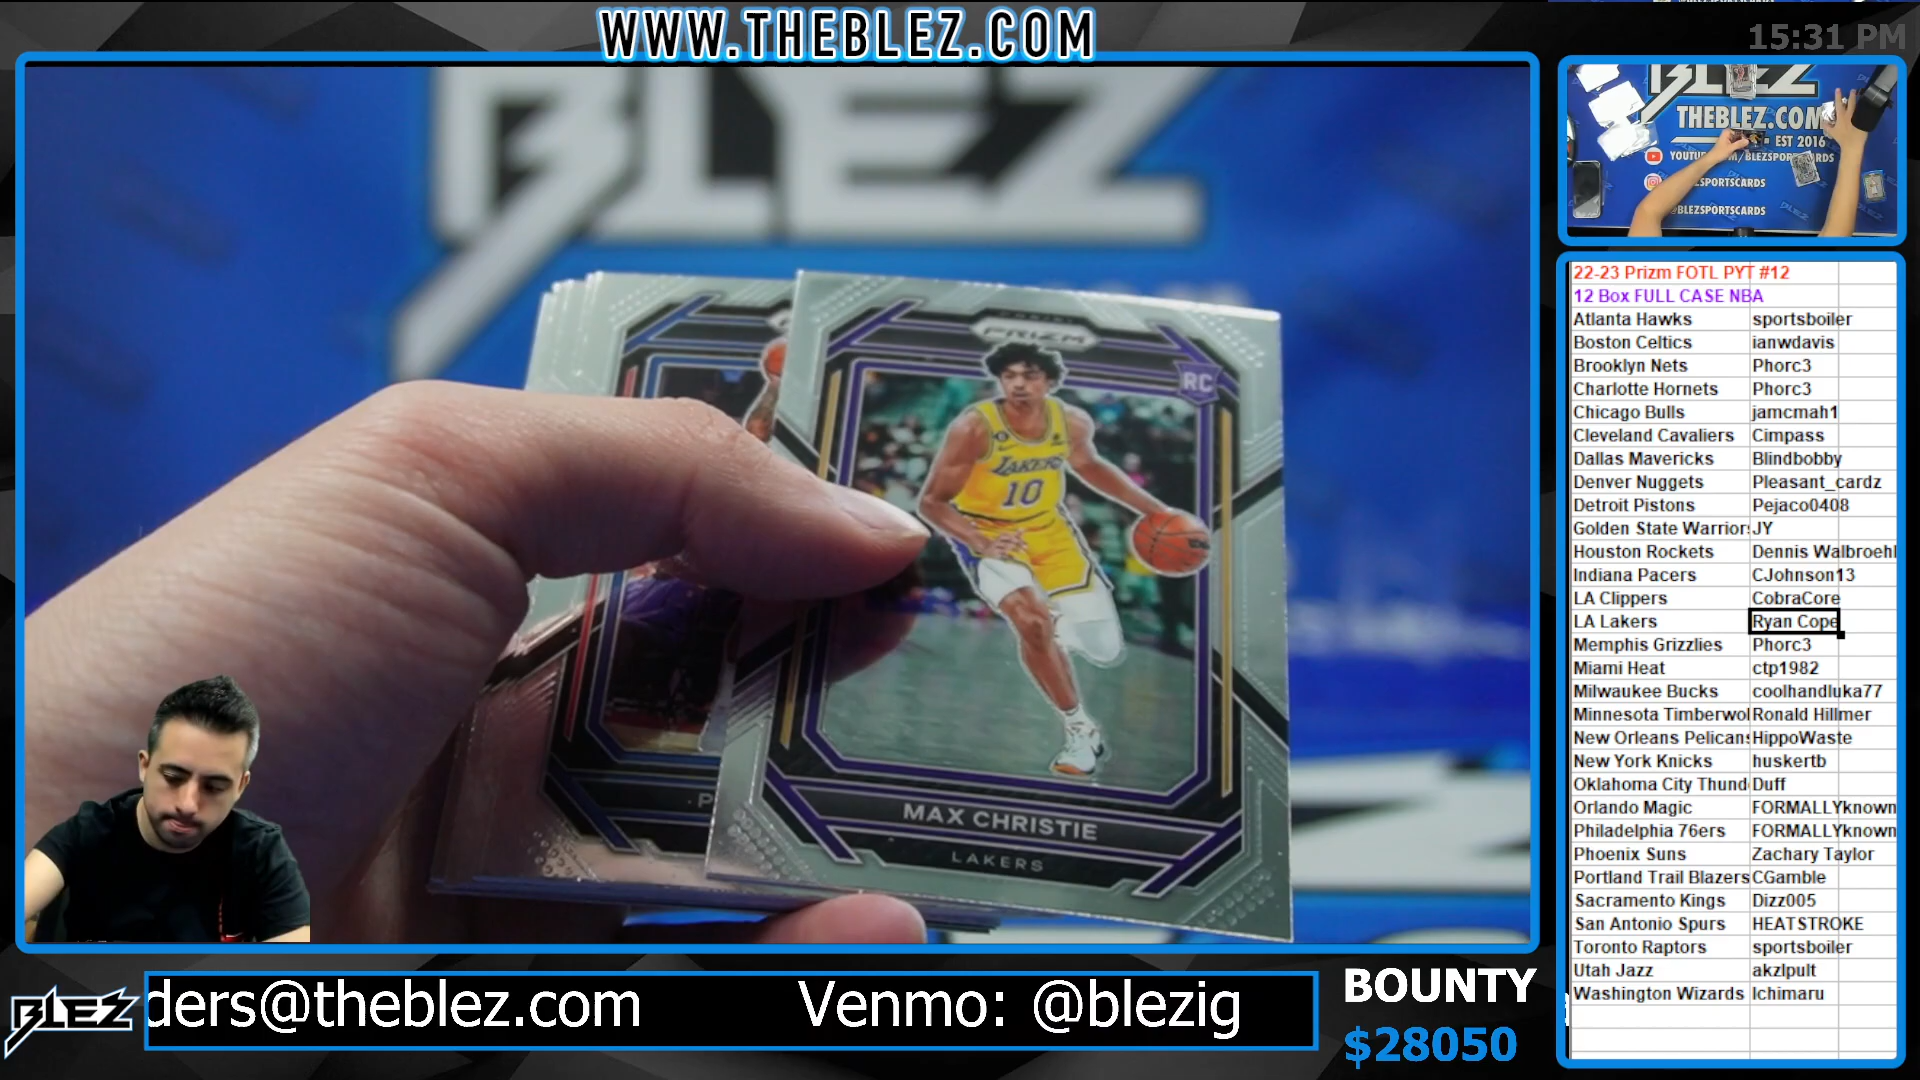 WWW.THEBLEZ.COM
15:31 PM
BLEZ
PRIZM
RC
LAKERS
10
MAX CHRISTIE
LAKERS
BLEZ
THEBLEZ.COM
EST 2016
@BLEZSPORTSCARDS
22-23 Prizm FOTL PYT #12
12 Box FULL CASE NBA
Atlanta Hawks sportsboiler
Boston Celtics ianwdavis
Brooklyn Nets Phorc3
Charlotte Hornets Phorc3
Chicago Bulls jamcmah1
Cleveland Cavaliers Cimpass
Dallas Mavericks Blindbobby
Denver Nuggets Pleasant_cardz
Detroit Pistons Pejaco0408
Golden State Warrior JY
Houston Rockets Dennis Walbroehl
Indiana Pacers CJohnson13
LA Clippers CobraCore
LA Lakers Ryan Cope
Memphis Grizzlies Phorc3
Miami Heat ctp1982
Milwaukee Bucks coolhandluka77
Minnesota Timberwol Ronald Hillmer
New Orleans Pelicans HippoWaste
New York Knicks huskertb
Oklahoma City Thund Duff
Orlando Magic FORMALLYknown
Philadelphia 76ers FORMALLYknown
Phoenix Suns Zachary Taylor
Portland Trail Blazers CGamble
Sacramento Kings Dizz005
San Antonio Spurs HEATSTROKE
Toronto Raptors sportsboiler
Utah Jazz akzlpult
Washington Wizards Ichimaru
BLEZ
ders@theblez.com Venmo: @blezig
BOUNTY
$28050